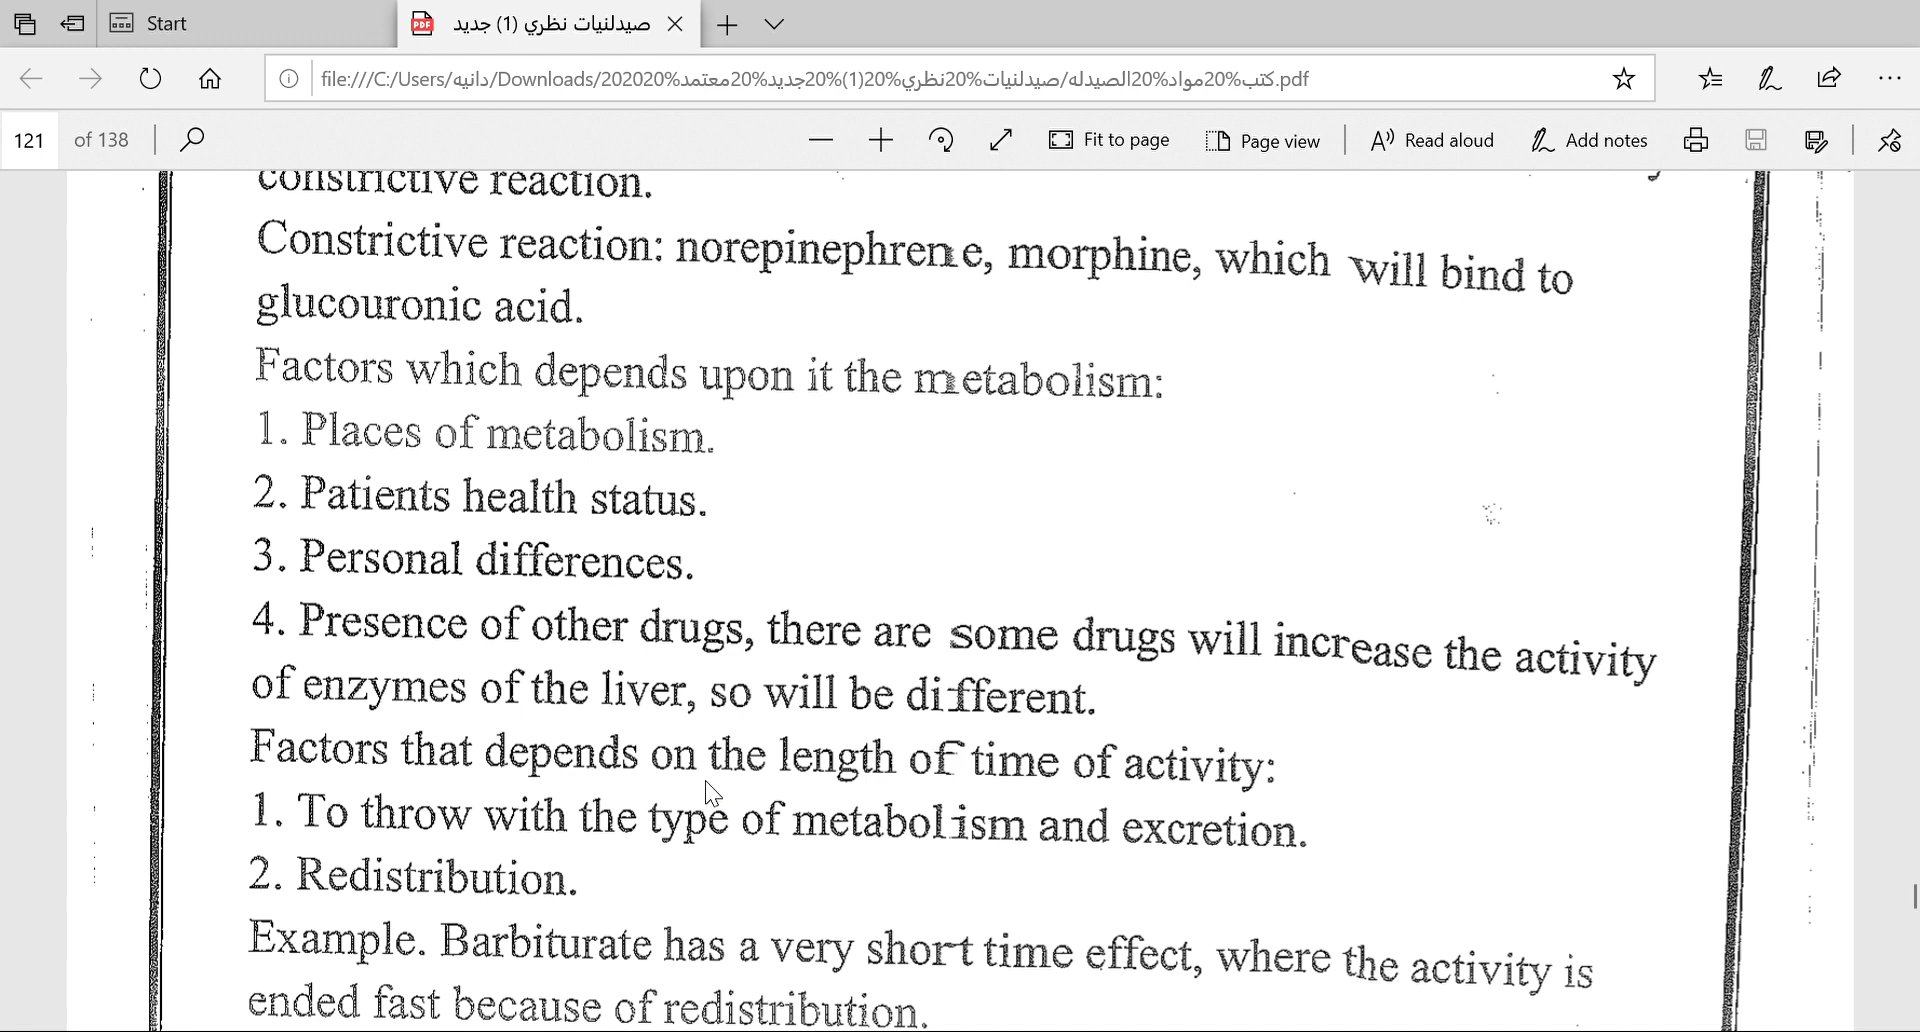 Start
صيدلنيات نظري (1) جديد
file:///C:/Users/دانيه/Downloads/كتب%20مواد%20الصيدله/صيدلنيات%20نظري%20(1)%20جديد%20معتمد%202020.pdf
121 of 138
Fit to page
Page view
Read aloud
Add notes
constrictive reaction.
Constrictive reaction: norepinephrene, morphine, which will bind to
glucouronic acid.
Factors which depends upon it the metabolism:
1. Places of metabolism.
2. Patients health status.
3. Personal differences.
4. Presence of other drugs, there are some drugs will increase the activity
of enzymes of the liver, so will be different.
Factors that depends on the length of time of activity:
1. To throw with the type of metabolism and excretion.
2. Redistribution.
Example. Barbiturate has a very short time effect, where the activity is
ended fast because of redistribution.